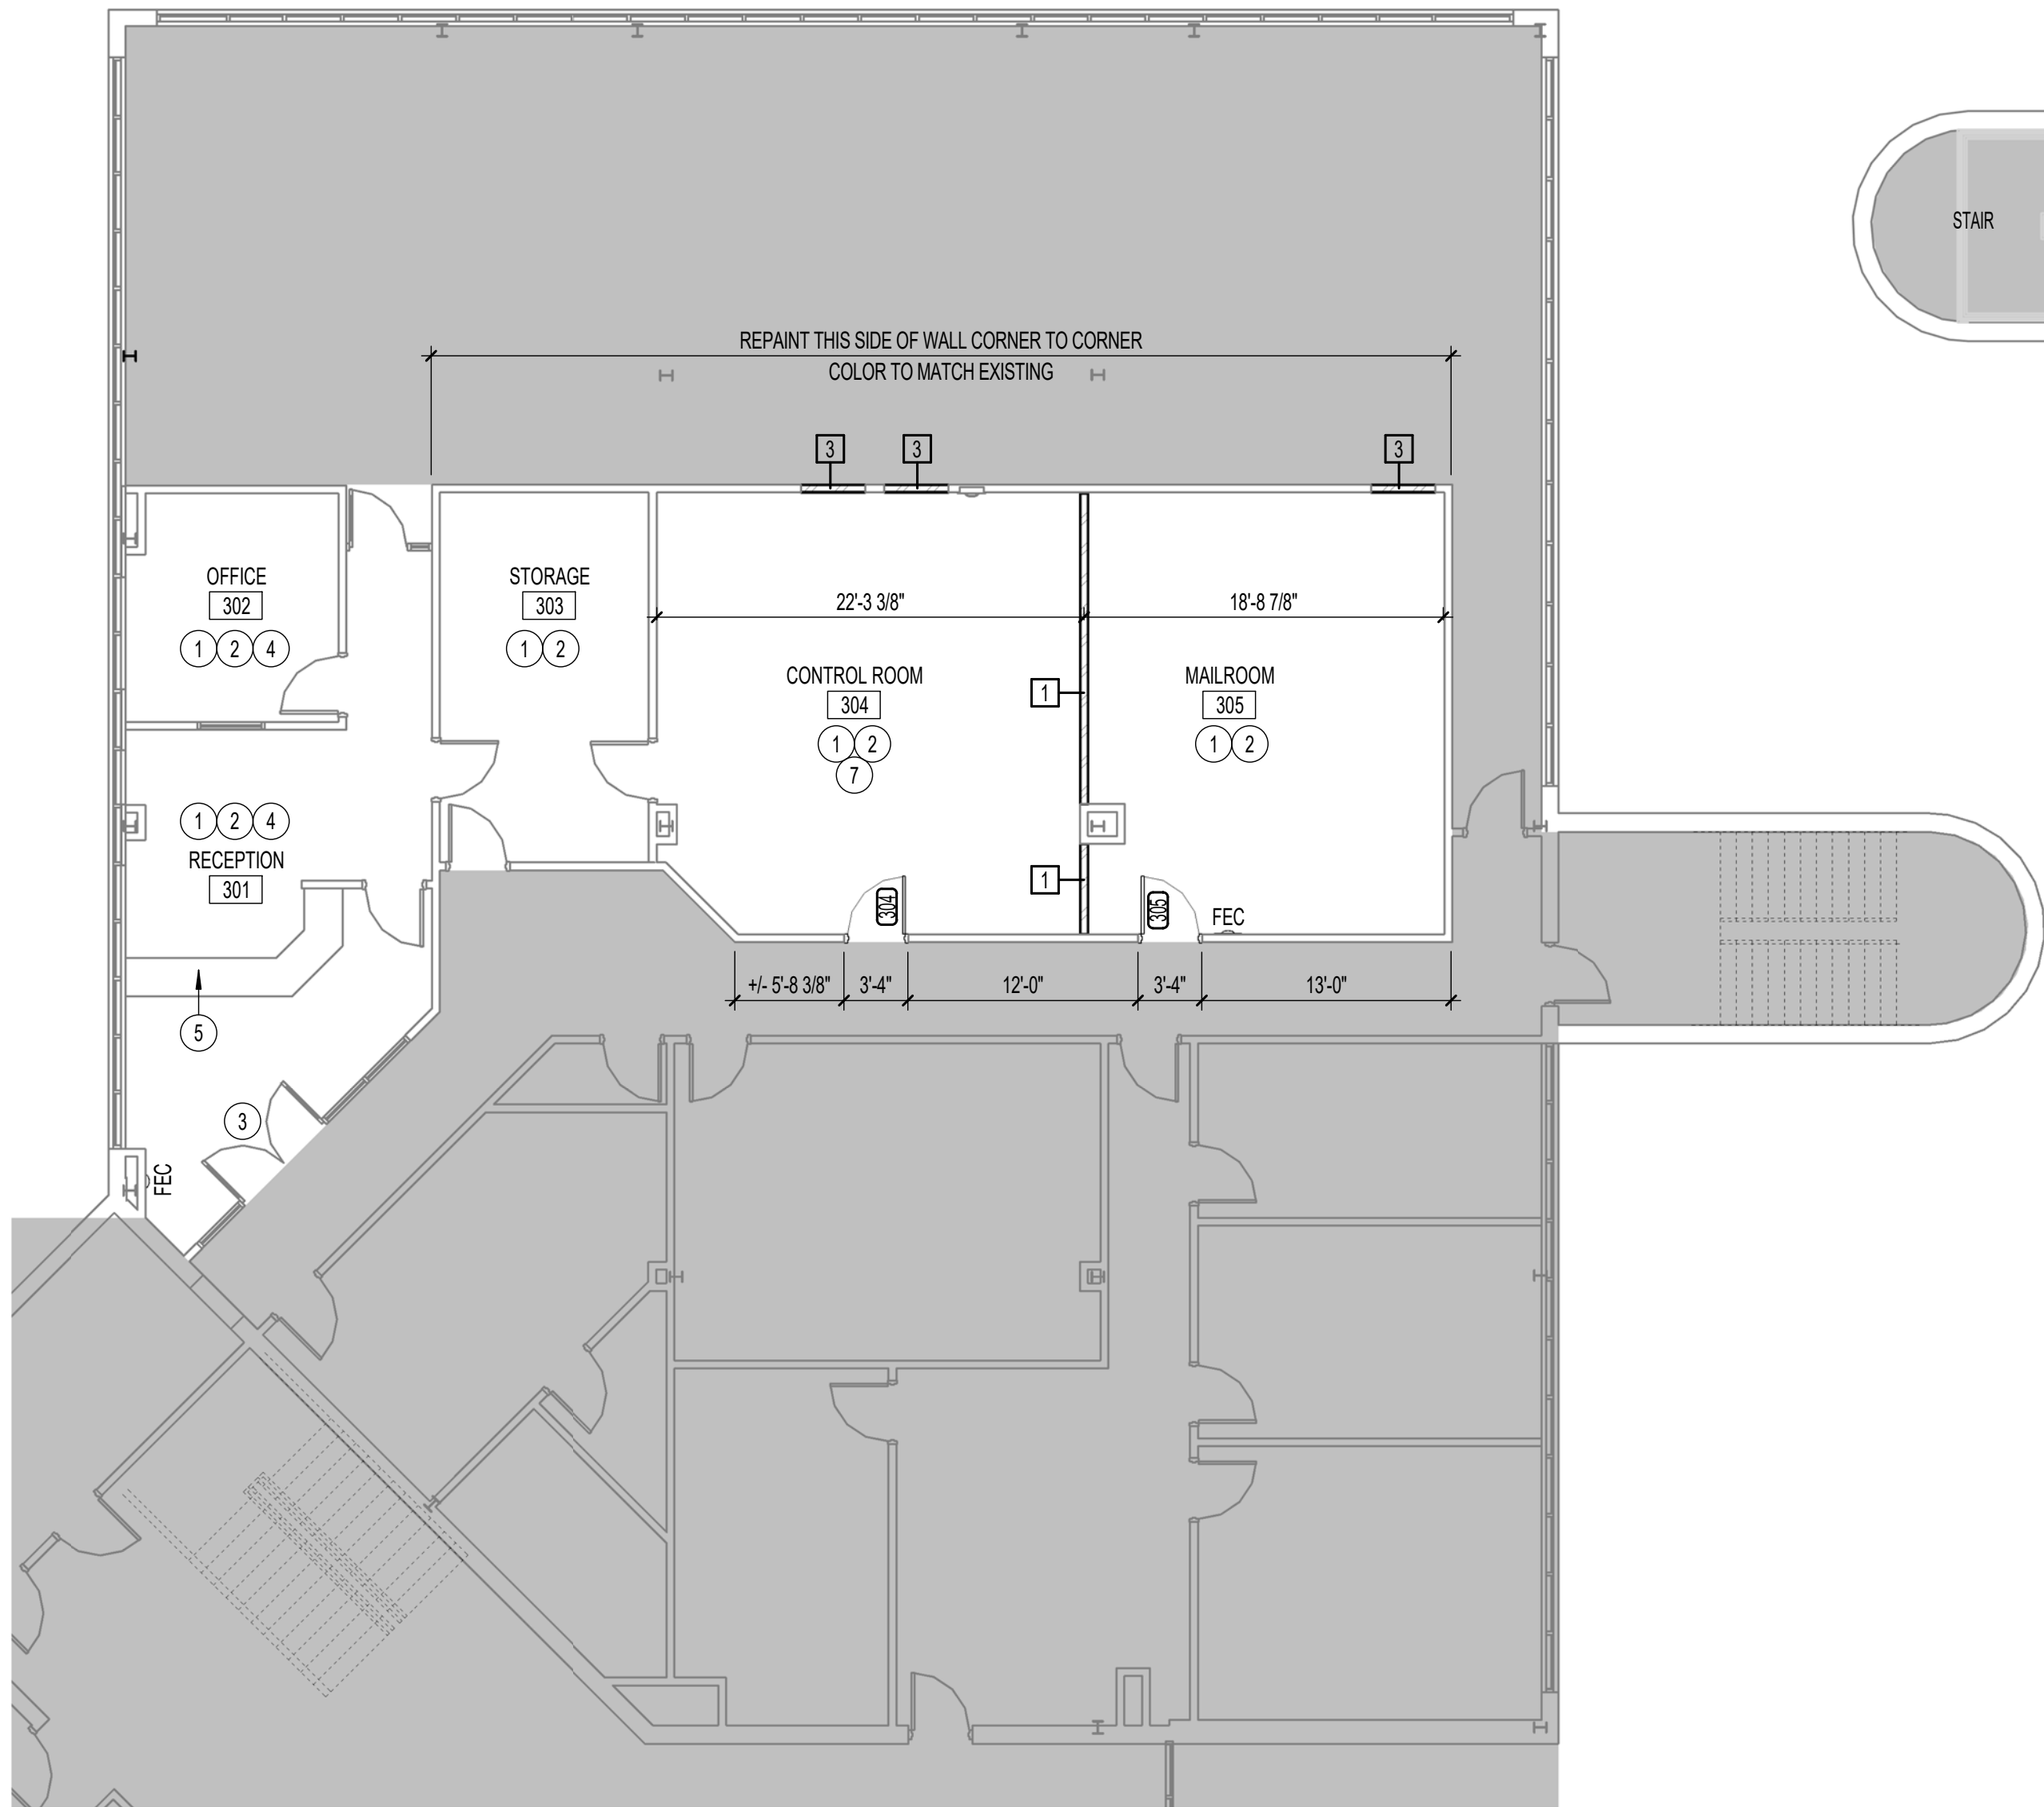 STAIR
REPAINT THIS SIDE OF WALL CORNER TO CORNER
COLOR TO MATCH EXISTING
3
3
3
OFFICE
302
1 2 4
STORAGE
303
1 2
22'-3 3/8"
18'-8 7/8"
CONTROL ROOM
304
1 2
7
1
MAILROOM
305
1 2
1 2 4
RECEPTION
301
1
304
305
FEC
+/- 5'-8 3/8"
3'-4"
12'-0"
3'-4"
13'-0"
5
3
FEC